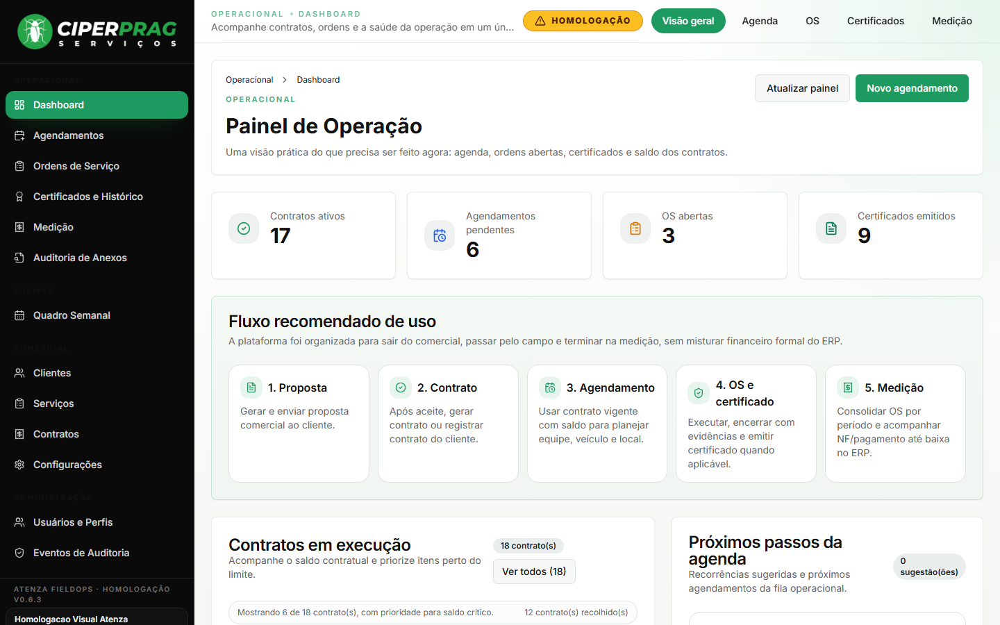 CIPERPRAG
SERVIÇOS
OPERACIONAL
Dashboard
Agendamentos
Ordens de Serviço
Certificados e Histórico
Medição
Auditoria de Anexos
EQUIPES
Quadro Semanal
COMERCIAL
Clientes
Serviços
Contratos
Configurações
ADMINISTRACAO
Usuários e Perfis
Eventos de Auditoria
ATENZA FIELDOPS · HOMOLOGAÇÃO
V0.6.3
Homologacao Visual Atenza
OPERACIONAL • DASHBOARD
Acompanhe contratos, ordens e a saúde da operação em um ún...
HOMOLOGAÇÃO
Visão geral
Agenda
OS
Certificados
Medição
Operacional > Dashboard
OPERACIONAL
Painel de Operação
Uma visão prática do que precisa ser feito agora: agenda, ordens abertas, certificados e saldo dos contratos.
Atualizar painel
Novo agendamento
Contratos ativos
17
Agendamentos
pendentes
6
OS abertas
3
Certificados emitidos
9
Fluxo recomendado de uso
A plataforma foi organizada para sair do comercial, passar pelo campo e terminar na medição, sem misturar financeiro formal do ERP.
1. Proposta
Gerar e enviar proposta
comercial ao cliente.
2. Contrato
Após aceite, gerar
contrato ou registrar
contrato do cliente.
3. Agendamento
Usar contrato vigente
com saldo para planejar
equipe, veículo e local.
4. OS e
certificado
Executar, encerrar com
evidências e emitir
certificado quando
aplicável.
5. Medição
Consolidar OS por
período e acompanhar
NF/pagamento até baixa
no ERP.
Contratos em execução
Acompanhe o saldo contratual e priorize itens perto do
limite.
18 contrato(s)
Ver todos (18)
Mostrando 6 de 18 contrato(s), com prioridade para saldo crítico.
12 contrato(s) recolhido(s)
Próximos passos da
agenda
Recorrências sugeridas e próximos
agendamentos da fila operacional.
0
sugestão(ões)